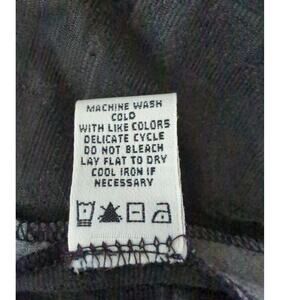 MACHINE WASH
COLD
WITH LIKE COLORS
DELICATE CYCLE
DO NOT BLEACH
LAY FLAT TO DRY
COOL IRON IF
NECESSARY